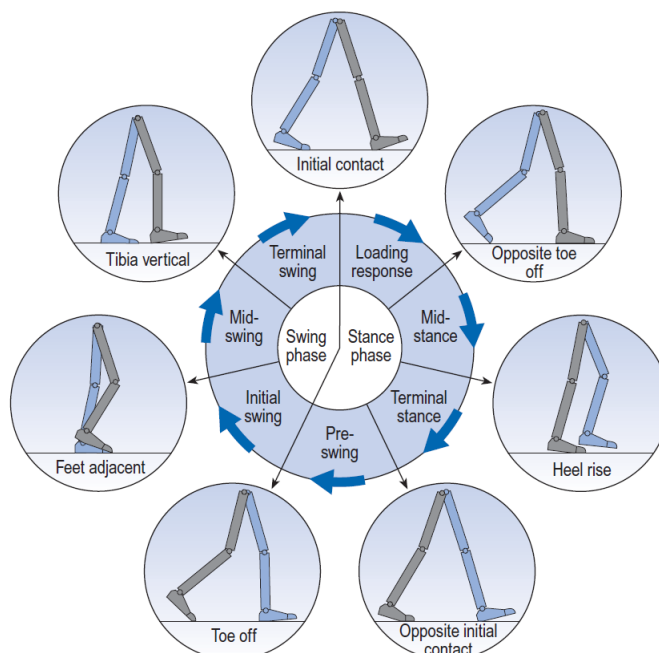 Initial contact
Tibia vertical
Opposite toe
off
Terminal
swing
Loading
response
Mid-
swing
Swing
phase
Stance
phase
Mid-
stance
Initial
swing
Terminal
stance
Pre-
swing
Feet adjacent
Heel rise
Toe off
Opposite initial
contact